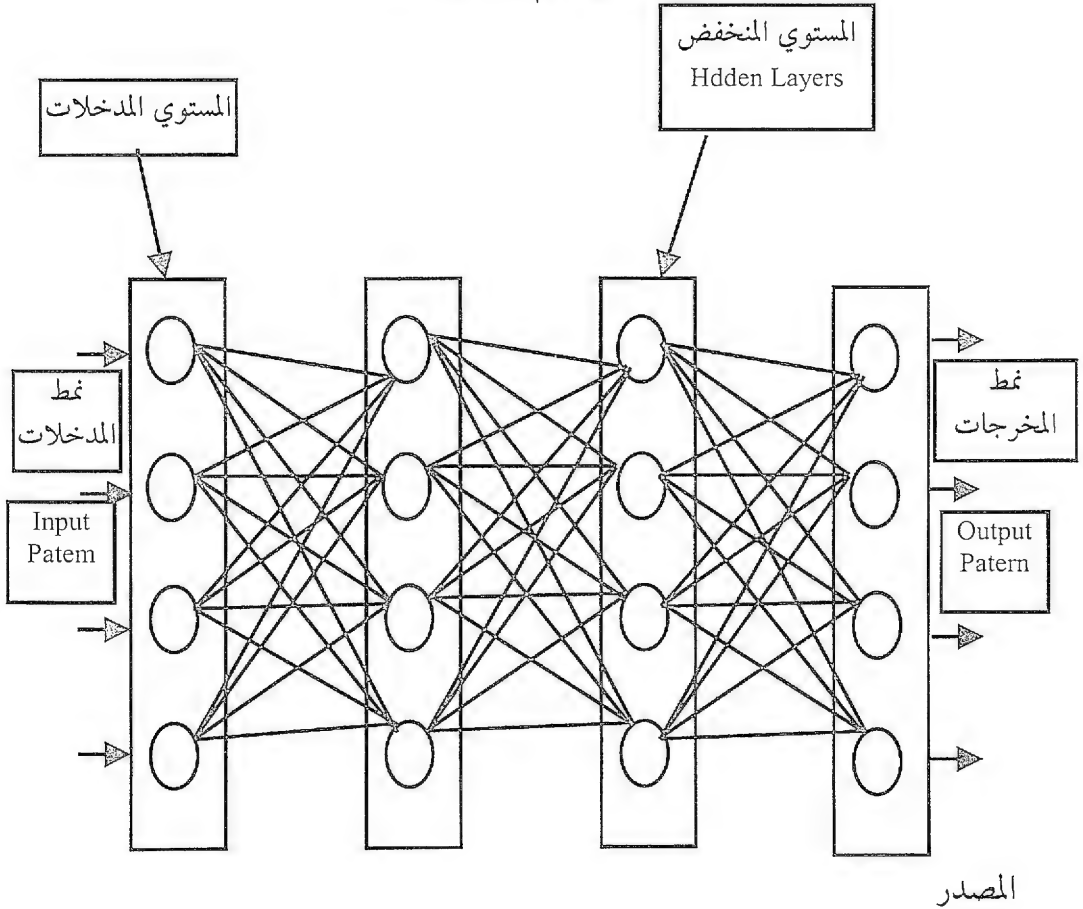 المستوي المنخفض
Hdden Layers
المستوي المدخلات
نمط
المدخلات
نمط
المخرجات
Input
Patem
Output
Patern
المصدر